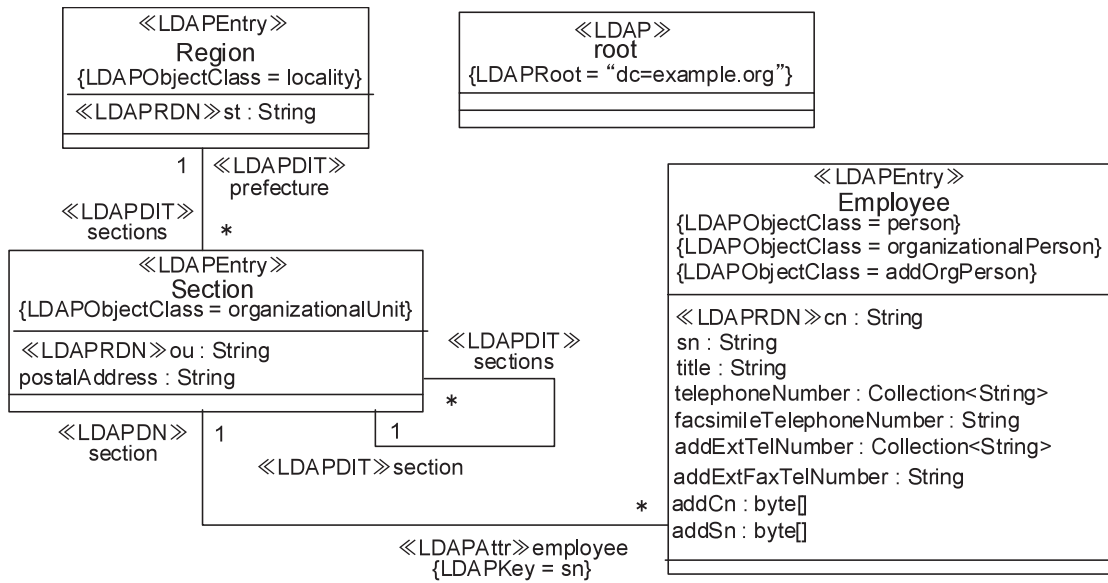 ≪LDAPEntry≫
Region
{LDAPObjectClass = locality}
≪LDAPRDN≫st : String
≪LDAP≫
root
{LDAPRoot = “dc=example.org”}
1
≪LDAPDIT≫
prefecture
≪LDAPDIT≫
sections
*
≪LDAPEntry≫
Section
{LDAPObjectClass = organizationalUnit}
≪LDAPRDN≫ou : String
postalAddress : String
≪LDAPDIT≫
sections
*
1
≪LDAPDIT≫section
≪LDAPDN≫
section
1
≪LDAPEntry≫
Employee
{LDAPObjectClass = person}
{LDAPObjectClass = organizationalPerson}
{LDAPObjectClass = addOrgPerson}
≪LDAPRDN≫cn : String
sn : String
title : String
telephoneNumber : Collection<String>
facsimileTelephoneNumber : String
addExtTelNumber : Collection<String>
addExtFaxTelNumber : String
addCn : byte[]
addSn : byte[]
*
≪LDAPAttr≫employee
{LDAPKey = sn}